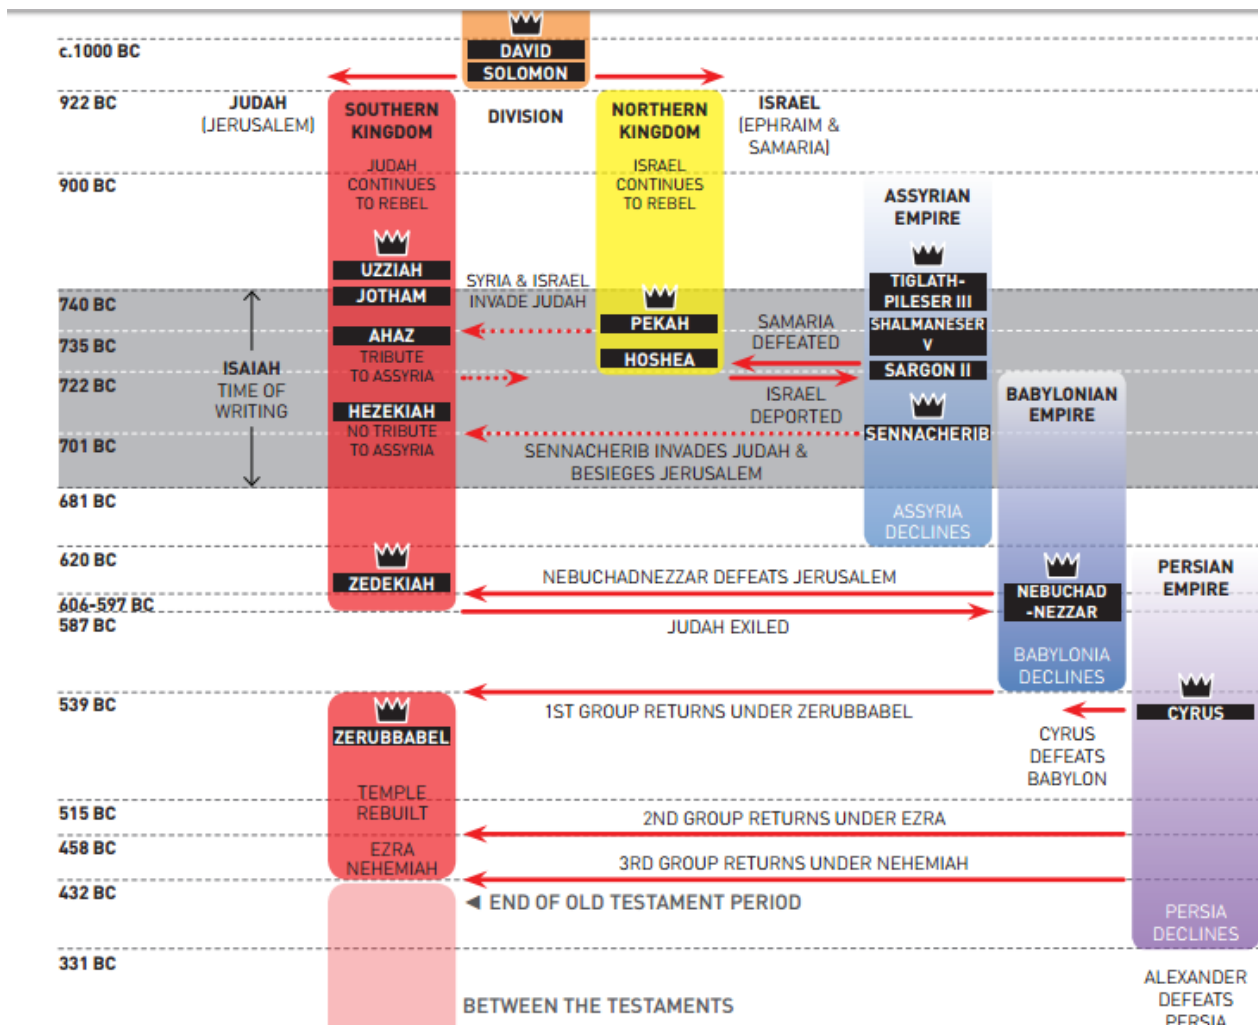 c.1000 BC
DAVID
SOLOMON
922 BC
JUDAH
(JERUSALEM)
SOUTHERN
KINGDOM
DIVISION
NORTHERN
KINGDOM
ISRAEL
(EPHRAIM &
SAMARIA)
JUDAH
CONTINUES
TO REBEL
ISRAEL
CONTINUES
TO REBEL
900 BC
ASSYRIAN
EMPIRE
UZZIAH
JOTHAM
SYRIA & ISRAEL
INVADE JUDAH
TIGLATH-
PILESER III
740 BC
PEKAH
SAMARIA
DEFEATED
SHALMANESER
V
735 BC
AHAZ
TRIBUTE
TO ASSYRIA
HOSHEA
SARGON II
ISAIAH
TIME OF
WRITING
722 BC
ISRAEL
DEPORTED
BABYLONIAN
EMPIRE
HEZEKIAH
NO TRIBUTE
TO ASSYRIA
SENNACHERIB
701 BC
SENNACHERIB INVADES JUDAH &
BESIEGES JERUSALEM
681 BC
ASSYRIA
DECLINES
620 BC
ZEDEKIAH
NEBUCHADNEZZAR DEFEATS JERUSALEM
NEBUCHAD
-NEZZAR
PERSIAN
EMPIRE
606-597 BC
587 BC
JUDAH EXILED
BABYLONIA
DECLINES
539 BC
1ST GROUP RETURNS UNDER ZERUBBABEL
CYRUS
ZERUBBABEL
CYRUS
DEFEATS
BABYLON
TEMPLE
REBUILT
515 BC
2ND GROUP RETURNS UNDER EZRA
458 BC
EZRA
NEHEMIAH
3RD GROUP RETURNS UNDER NEHEMIAH
432 BC
◄ END OF OLD TESTAMENT PERIOD
PERSIA
DECLINES
331 BC
BETWEEN THE TESTAMENTS
ALEXANDER
DEFEATS
PERSIA